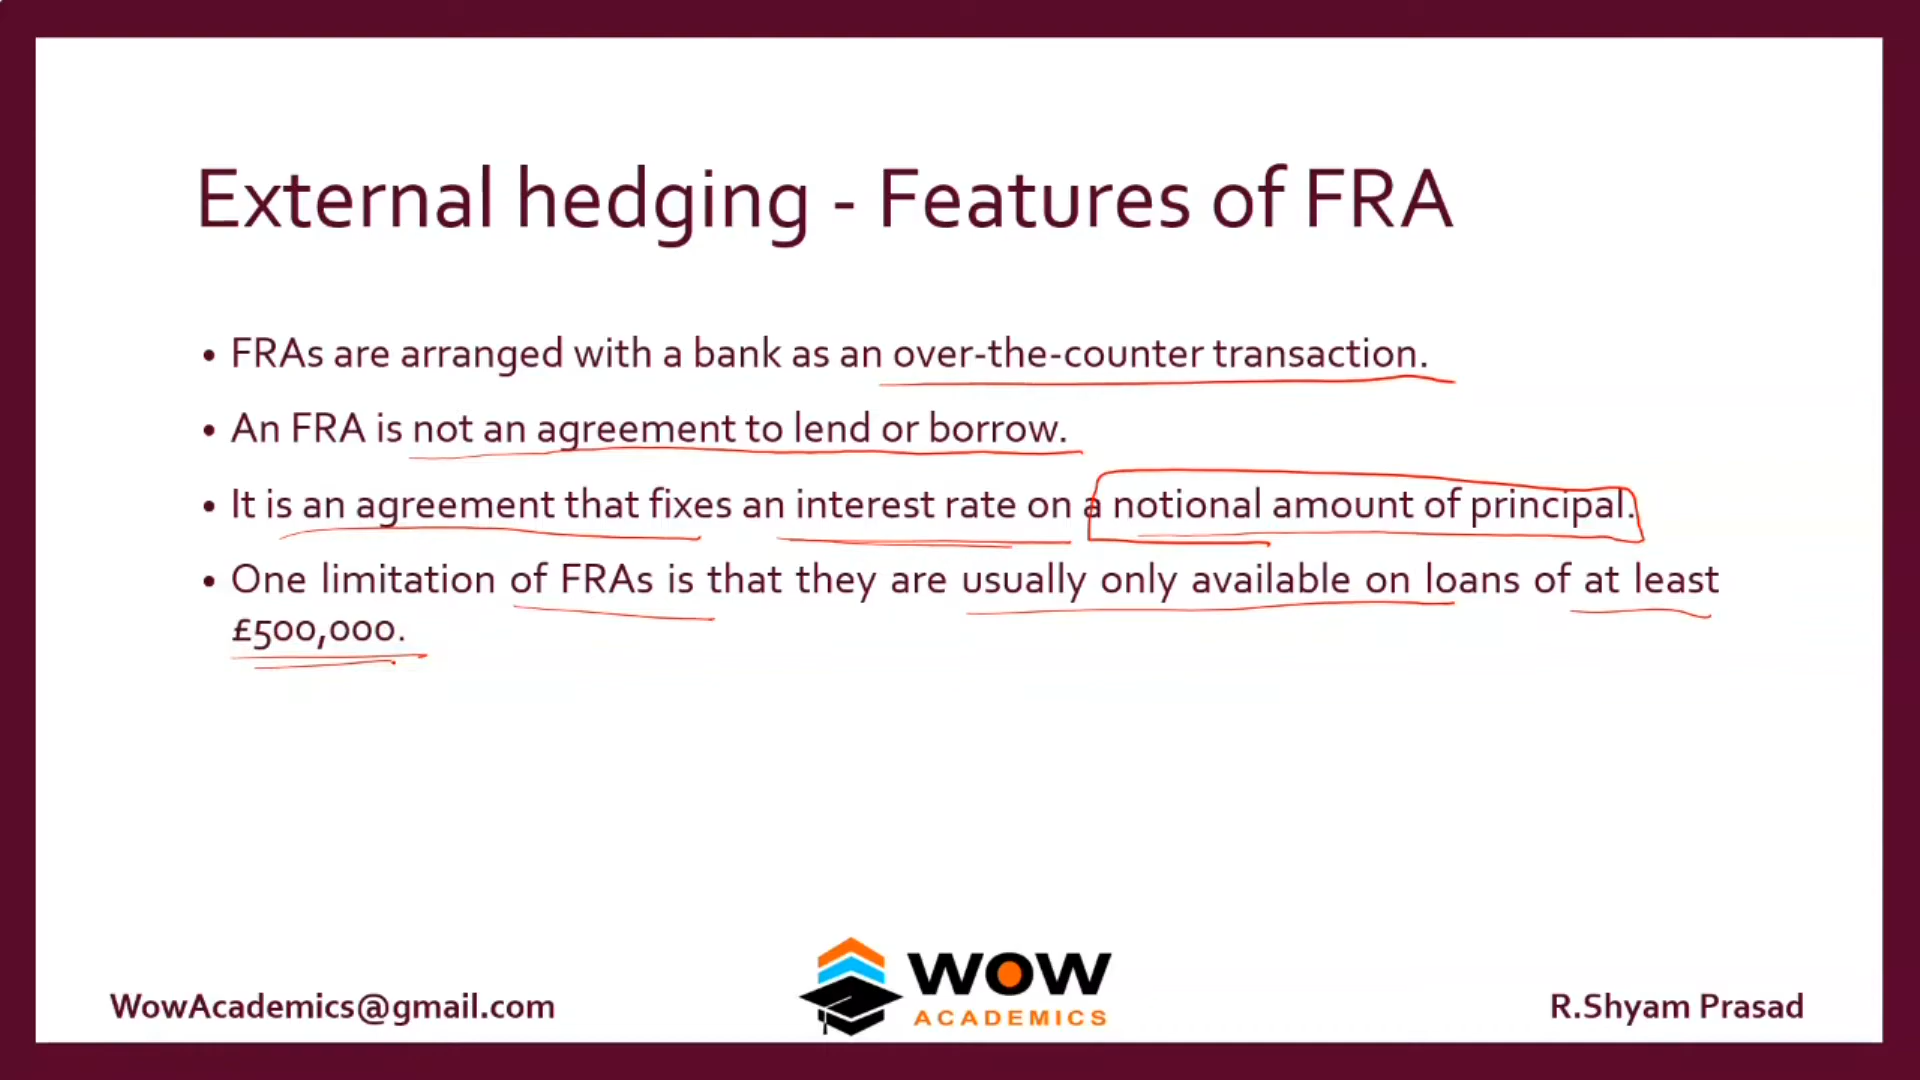 External hedging - Features of FRA
• FRAs are arranged with a bank as an over-the-counter transaction.
• An FRA is not an agreement to lend or borrow.
• It is an agreement that fixes an interest rate on a notional amount of principal.
• One limitation of FRAs is that they are usually only available on loans of at least
£500,000.
WowAcademics@gmail.com
WOW
ACADEMICS
R.Shyam Prasad